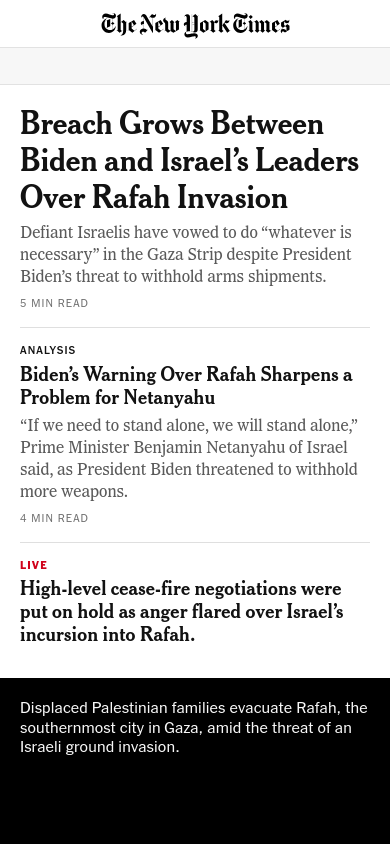 The New York Times
Breach Grows Between
Biden and Israel’s Leaders
Over Rafah Invasion
Defiant Israelis have vowed to do “whatever is
necessary” in the Gaza Strip despite President
Biden’s threat to withhold arms shipments.
5 MIN READ
ANALYSIS
Biden’s Warning Over Rafah Sharpens a
Problem for Netanyahu
“If we need to stand alone, we will stand alone,”
Prime Minister Benjamin Netanyahu of Israel
said, as President Biden threatened to withhold
more weapons.
4 MIN READ
LIVE
High-level cease-fire negotiations were
put on hold as anger flared over Israel’s
incursion into Rafah.
Displaced Palestinian families evacuate Rafah, the
southernmost city in Gaza, amid the threat of an
Israeli ground invasion.